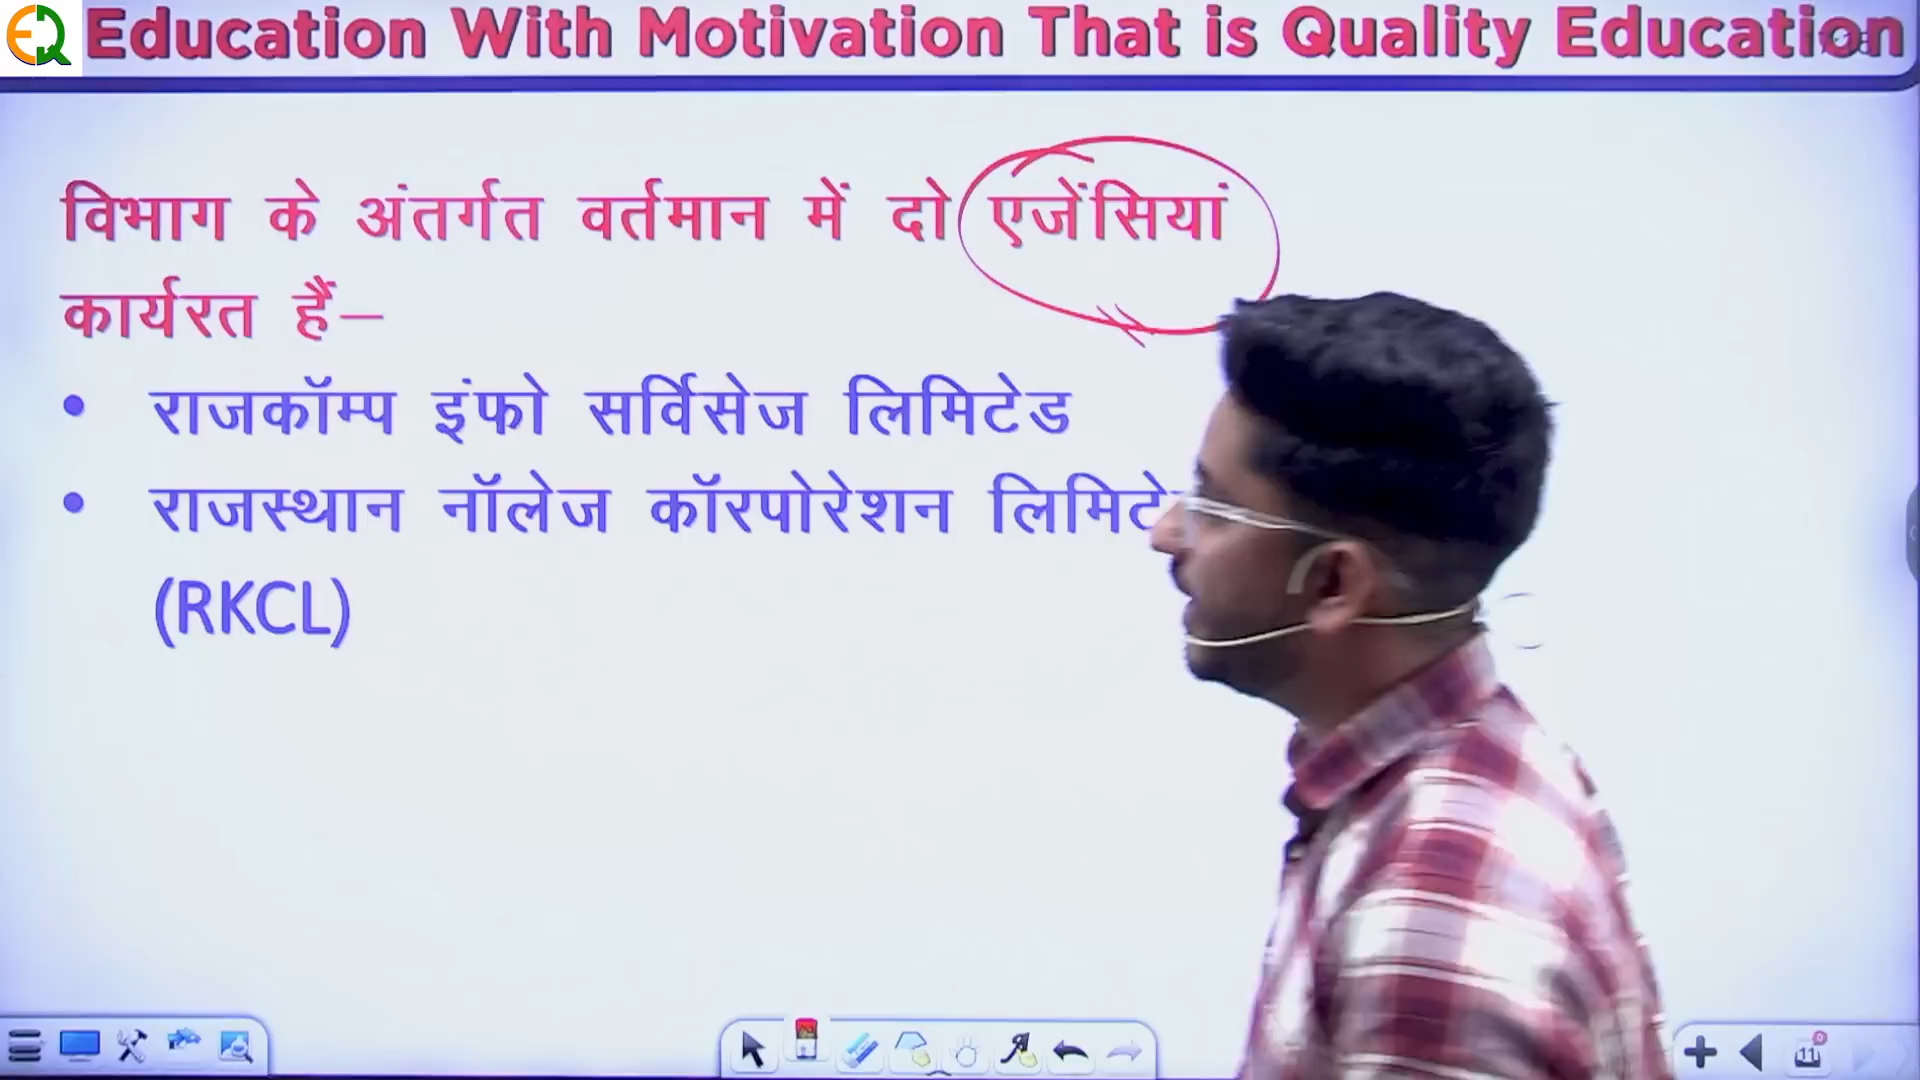 Education With Motivation That is Quality Education
विभाग के अंतर्गत वर्तमान में दो एजेंसियां
कार्यरत हैं–
• राजकॉम्प इंफो सर्विसेज लिमिटेड
• राजस्थान नॉलेज कॉरपोरेशन
(RKCL)
11